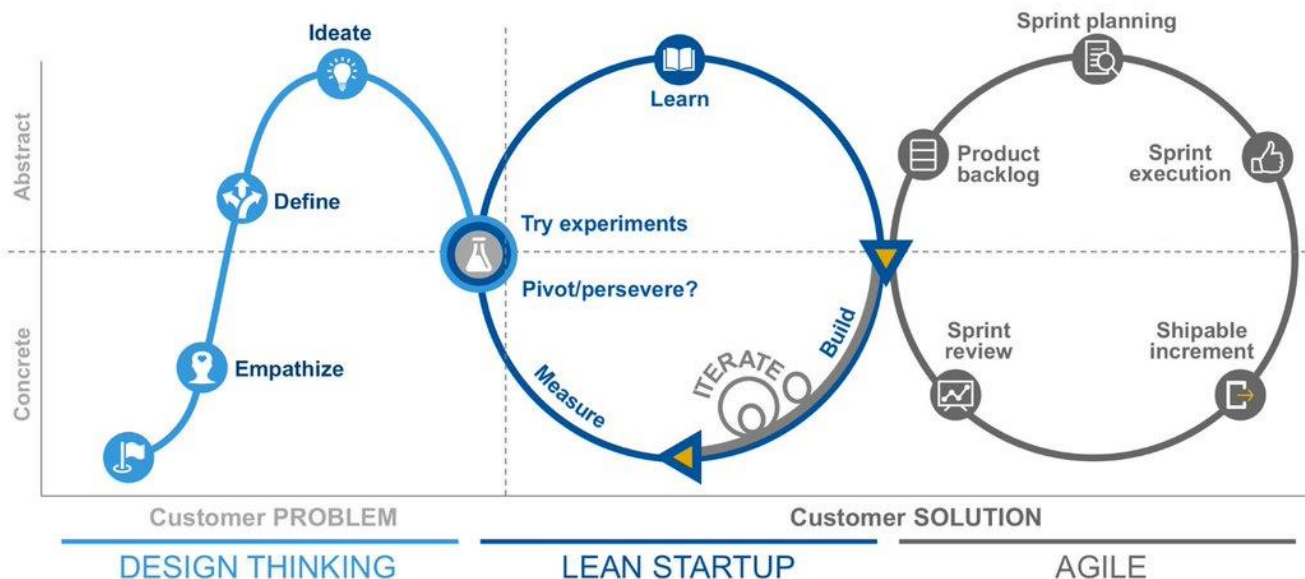 Ideate
Define
Empathize
Abstract
Concrete
Learn
Try experiments
Pivot/persevere?
Measure
ITERATE
Build
Sprint planning
Product
backlog
Sprint
execution
Sprint
review
Shipable
increment
Customer PROBLEM
Customer SOLUTION
DESIGN THINKING
LEAN STARTUP
AGILE